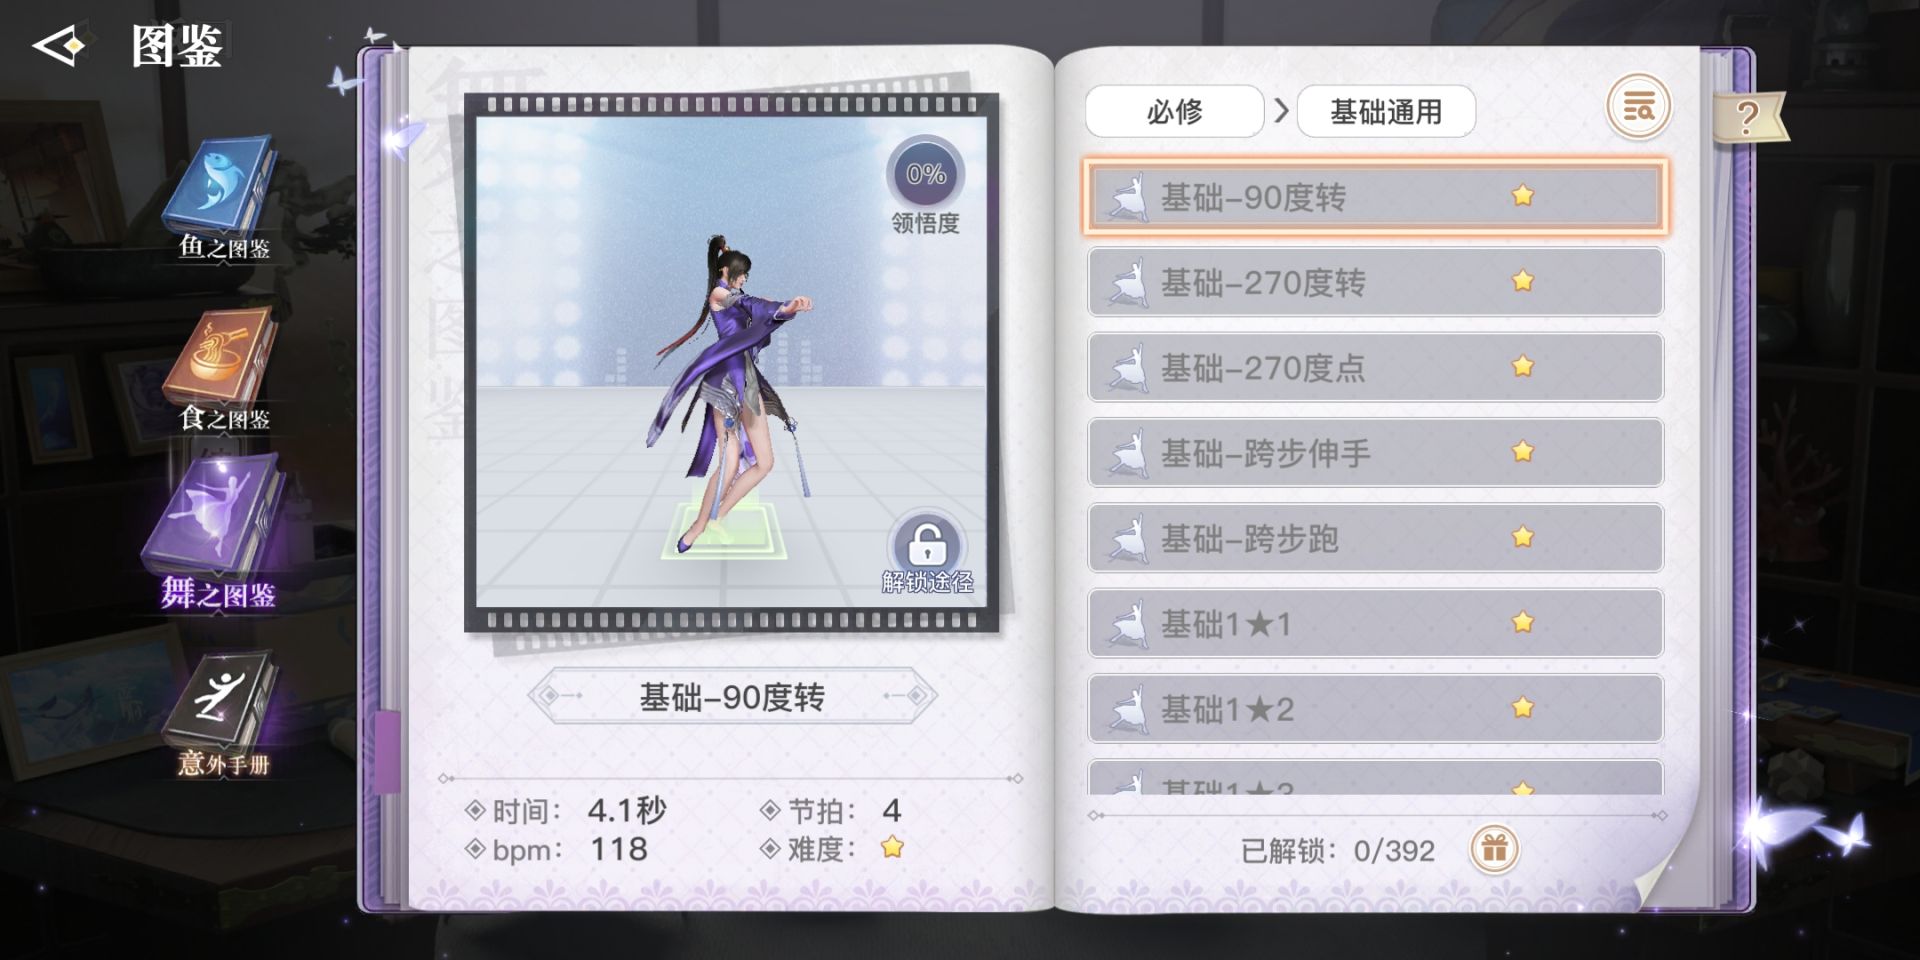 图鉴
鱼之图鉴
食之图鉴
舞之图鉴
意外手册
0%
领悟度
解锁途径
基础-90度转
时间： 4.1秒
节拍： 4
bpm： 118
难度：
必修
基础通用
?
基础-90度转
基础-270度转
基础-270度点
基础-跨步伸手
基础-跨步跑
基础1★1
基础1★2
基础1★3
已解锁： 0/392